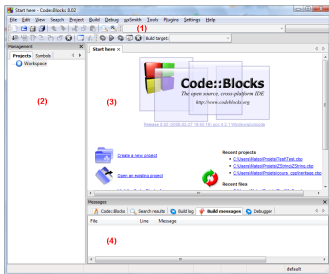 Start here - Code::Blocks 8.02
File Edit View Search Project Build Debug wxSmith Tools Plugins Settings Help
(1)
Build target:
Management
Projects Symbols
Workspace
(2)
Start here
(3)
Code::Blocks
The open source, cross-platform IDE
http://www.codeblocks.org
Create a new project
Open an existing project
Recent projects
Recent files
Messages
Code::Blocks Search results Build log Build messages Debugger
File Line Message
(4)
default